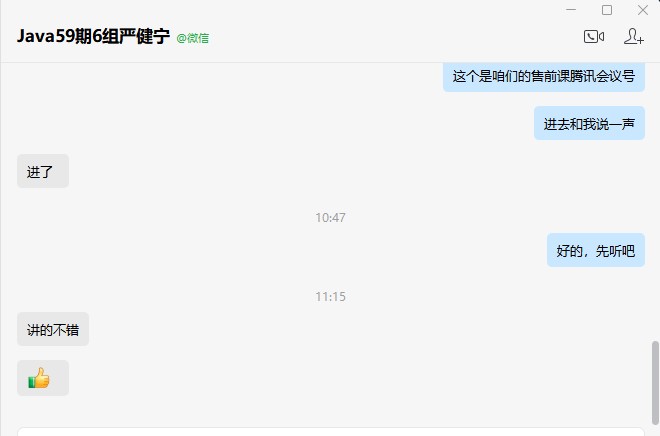 Java59期6组严健宁 @微信
这个是咱们的售前课腾讯会议号
进去和我说一声
进了
10:47
好的，先听吧
11:15
讲的不错